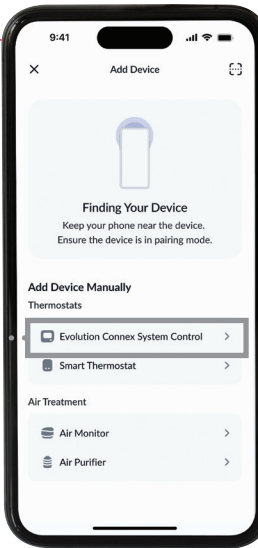 9:41
Add Device
Finding Your Device
Keep your phone near the device.
Ensure the device is in pairing mode.
Add Device Manually
Thermostats
Evolution Connex System Control
Smart Thermostat
Air Treatment
Air Monitor
Air Purifier